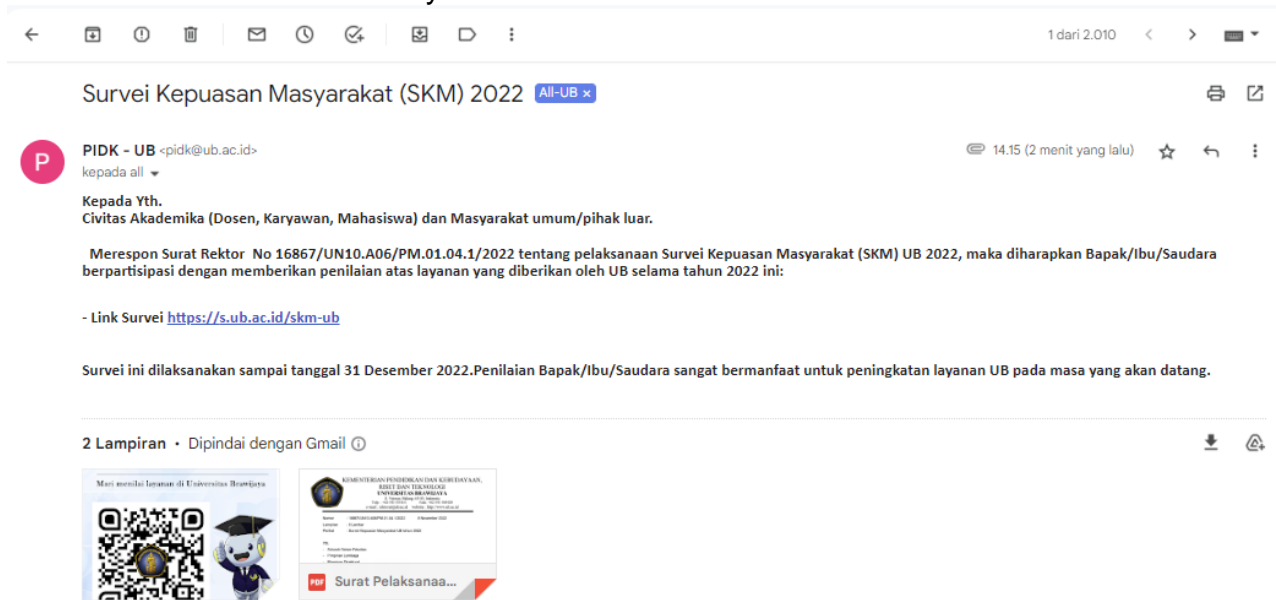 1 dari 2.010
Survei Kepuasan Masyarakat (SKM) 2022 All-UB x
P PIDK - UB <pidk@ub.ac.id> 14.15 (2 menit yang lalu)
kepada all
Kepada Yth.
Civitas Akademika (Dosen, Karyawan, Mahasiswa) dan Masyarakat umum/pihak luar.
Merespon Surat Rektor No 16867/UN10.A06/PM.01.04.1/2022 tentang pelaksanaan Survei Kepuasan Masyarakat (SKM) UB 2022, maka diharapkan Bapak/Ibu/Saudara
berpartisipasi dengan memberikan penilaian atas layanan yang diberikan oleh UB selama tahun 2022 ini:
- Link Survei https://s.ub.ac.id/skm-ub
Survei ini dilaksanakan sampai tanggal 31 Desember 2022.Penilaian Bapak/Ibu/Saudara sangat bermanfaat untuk peningkatan layanan UB pada masa yang akan datang.
2 Lampiran • Dipindai dengan Gmail
Mari menilai layanan di Universitas Brawijaya
KEMENTERIAN PENDIDIKAN DAN KEBUDAYAAN,
RISET DAN TEKNOLOGI
UNIVERSITAS BRAWIJAYA
PDF Surat Pelaksanaa...